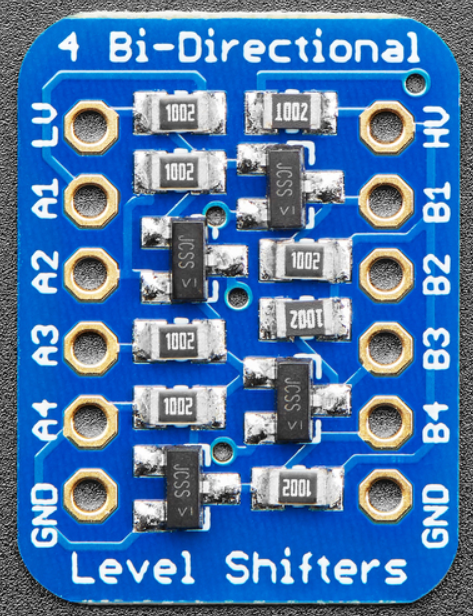 4 Bi-Directional
LV
HV
A1
B1
A2
B2
A3
B3
A4
B4
GND
GND
1002
1002
1002
JCSS
JCSS
1002
1002
1002
JCSS
1002
JCSS
1002
Level Shifters